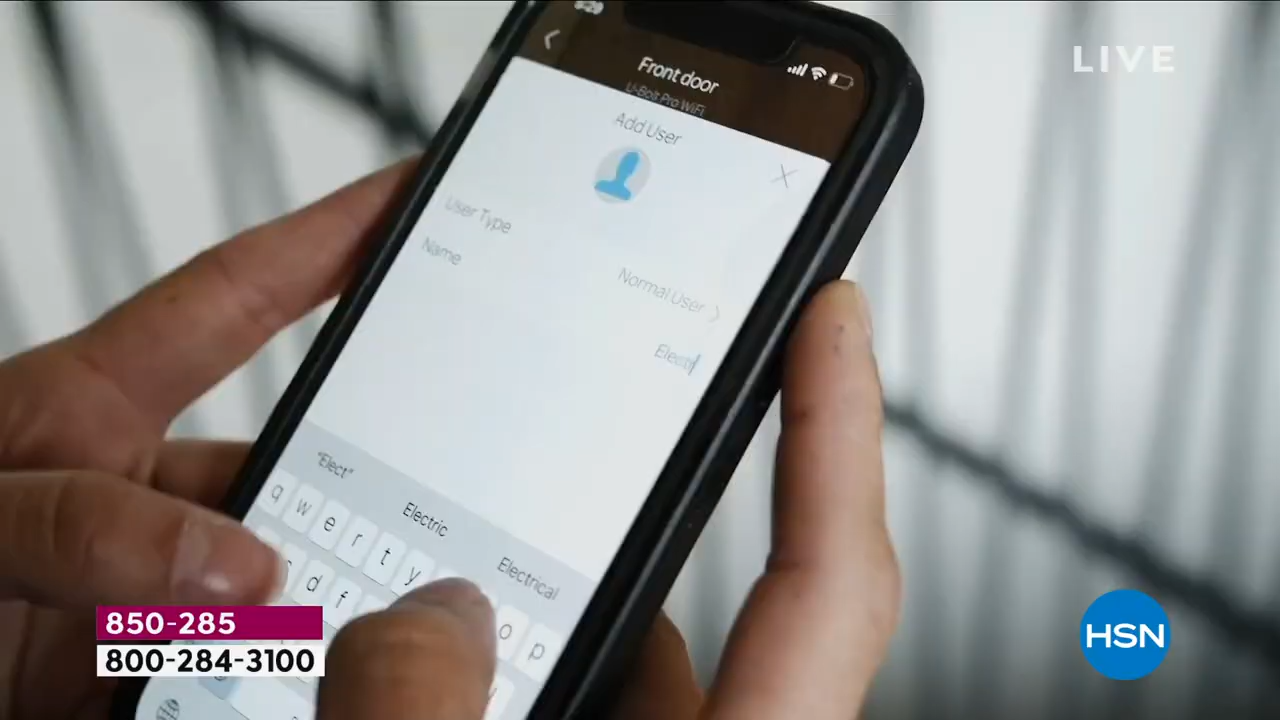 LIVE
Front door
U-Bolt Pro WiFi
Add User
User Type
Name
Normal User
Electr
"Elect"
Electric
Electrical
q w e r t y o p
d f
850-285
800-284-3100
HSN